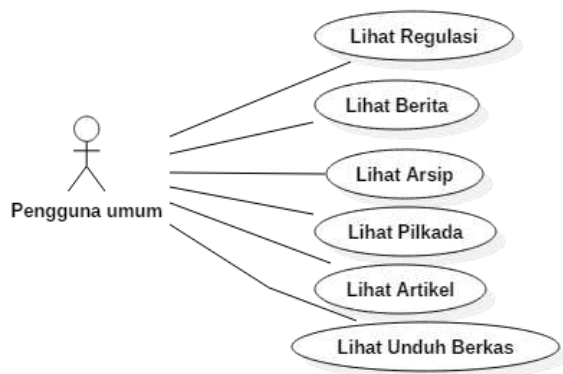 Lihat Regulasi
Lihat Berita
Lihat Arsip
Pengguna umum
Lihat Pilkada
Lihat Artikel
Lihat Unduh Berkas